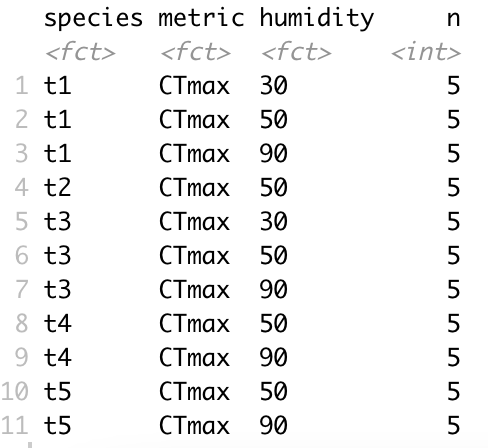 species metric humidity n
<fct> <fct> <fct> <int>
1 t1 CTmax 30 5
2 t1 CTmax 50 5
3 t1 CTmax 90 5
4 t2 CTmax 50 5
5 t3 CTmax 30 5
6 t3 CTmax 50 5
7 t3 CTmax 90 5
8 t4 CTmax 50 5
9 t4 CTmax 90 5
10 t5 CTmax 50 5
11 t5 CTmax 90 5